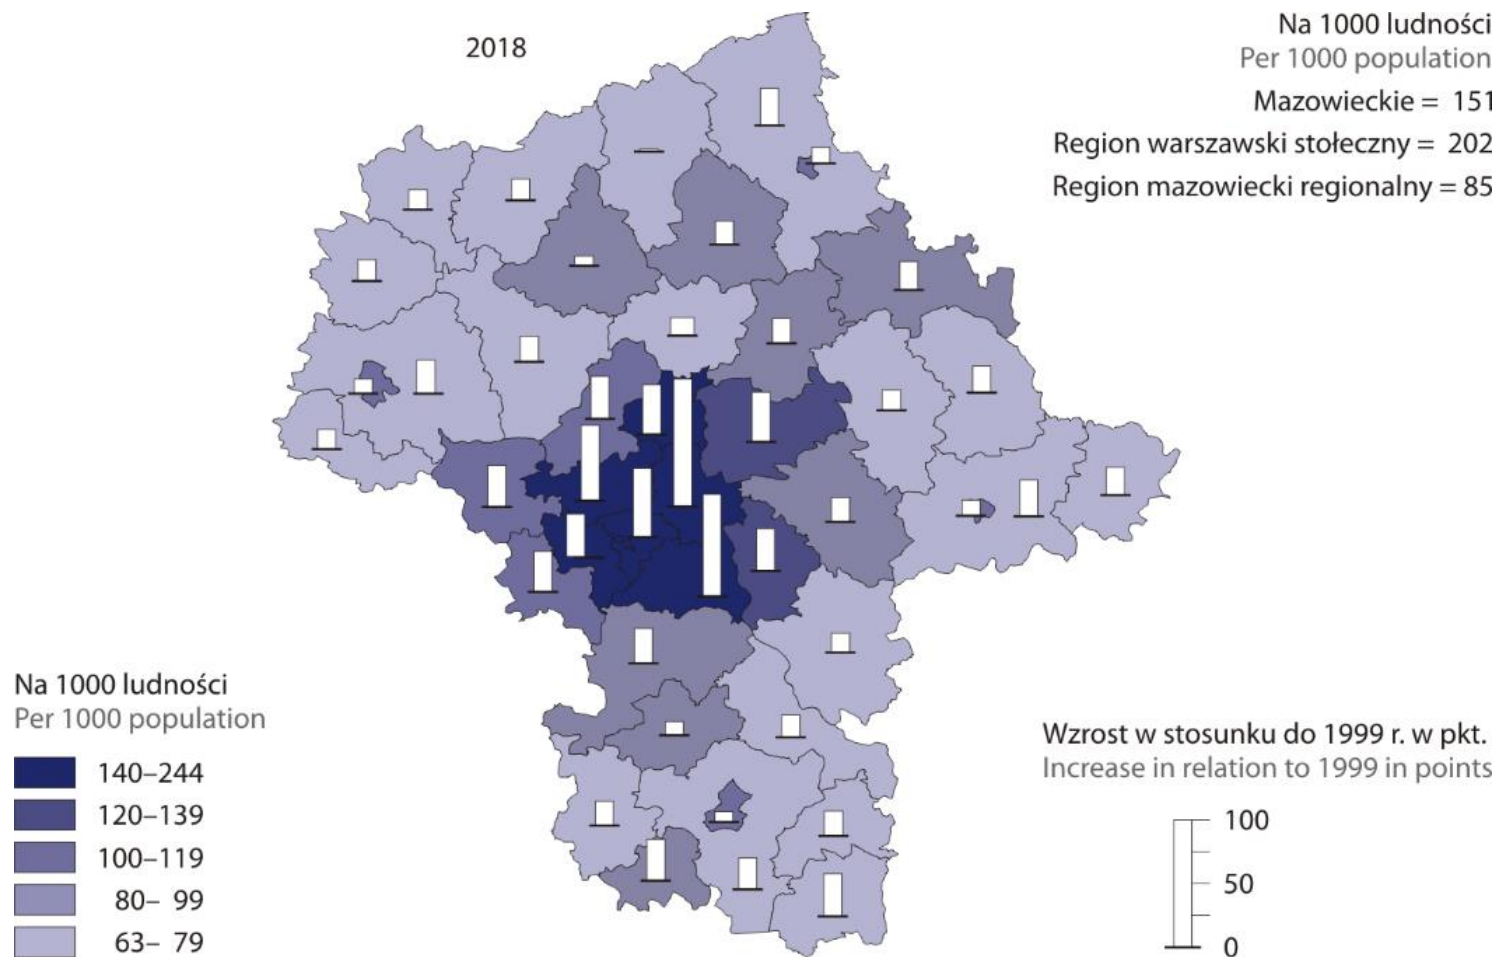 2018
Na 1000 ludności
Per 1000 population
Mazowieckie = 151
Region warszawski stołeczny = 202
Region mazowiecki regionalny = 85
Na 1000 ludności
Per 1000 population
140–244
120–139
100–119
80– 99
63– 79
Wzrost w stosunku do 1999 r. w pkt.
Increase in relation to 1999 in points
100
50
0